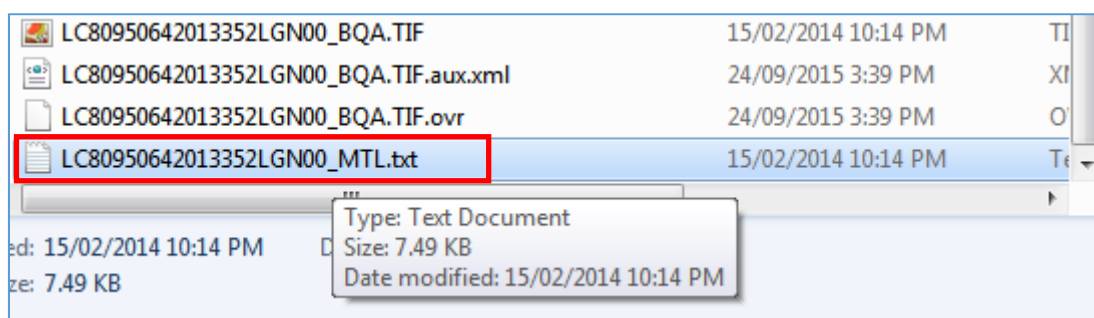 LC80950642013352LGN00_BQA.TIF 15/02/2014 10:14 PM TI
LC80950642013352LGN00_BQA.TIF.aux.xml 24/09/2015 3:39 PM
LC80950642013352LGN00_BQA.TIF.ovr 24/09/2015 3:39 PM
LC80950642013352LGN00_MTL.txt 15/02/2014 10:14 PM
Type: Text Document
ed: 15/02/2014 10:14 PM D Size: 7.49 KB
ze: 7.49 KB Date modified: 15/02/2014 10:14 PM